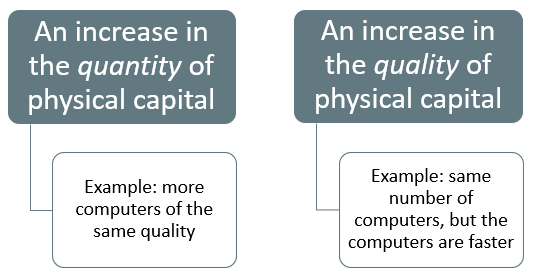 An increase in
the quantity of
physical capital
Example: more
computers of the
same quality
An increase in
the quality of
physical capital
Example: same
number of
computers, but the
computers are faster